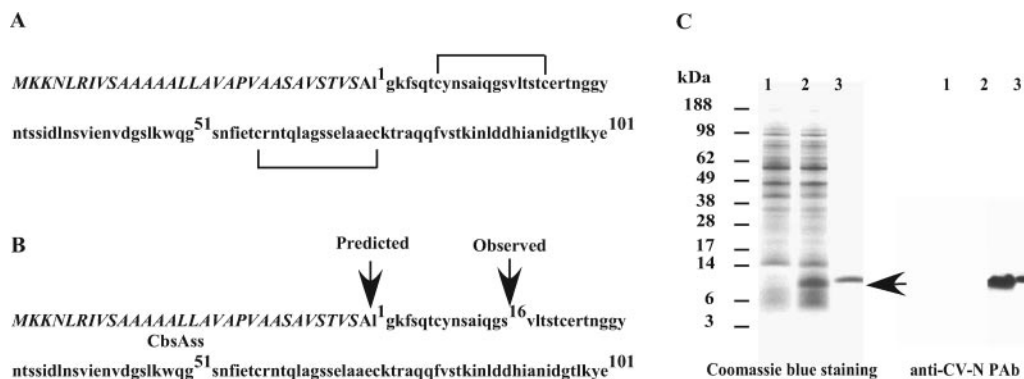 A
MKKNLRIVSAAAAALLAVAPVAASAVSTVSAl1gkfsqtcynsaiqgsvltstcertnggy
ntssidlnsvienvdgslkwqg51snfietcrntqlagsselaaecktraqqfvstkinlddhianidgtlkye101
B
Predicted Observed
MKKNLRIVSAAAAALLAVAPVAASAVSTVSAl1gkfsqtcynsaiqgs16vltstcertnggy
CbsAss
ntssidlnsvienvdgslkwqg51snfietcrntqlagsselaaecktraqqfvstkinlddhianidgtlkye101
C
kDa
1 2 3 1 2 3
188
98
62
49
38
28
17
14
6
3
Coomassie blue staining anti-CV-N PAb